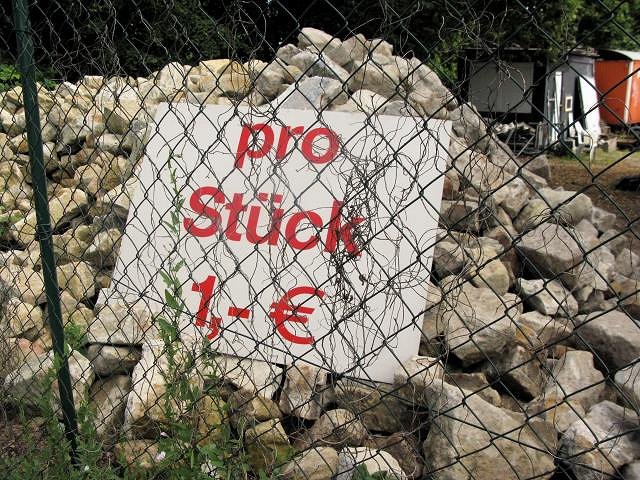 pro
Stück
1,- €